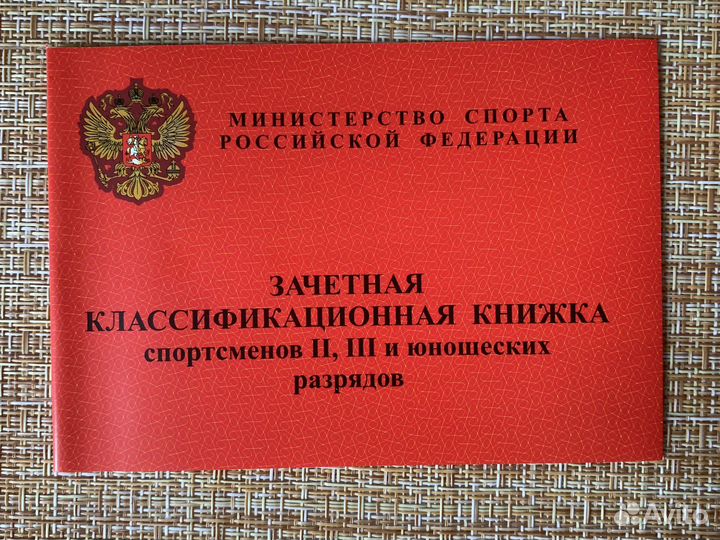 МИНИСТЕРСТВО СПОРТА
РОССИЙСКОЙ ФЕДЕРАЦИИ
ЗАЧЕТНАЯ
КЛАССИФИКАЦИОННАЯ КНИЖКА
спортсменов II, III и юношеских
разрядов
Avito